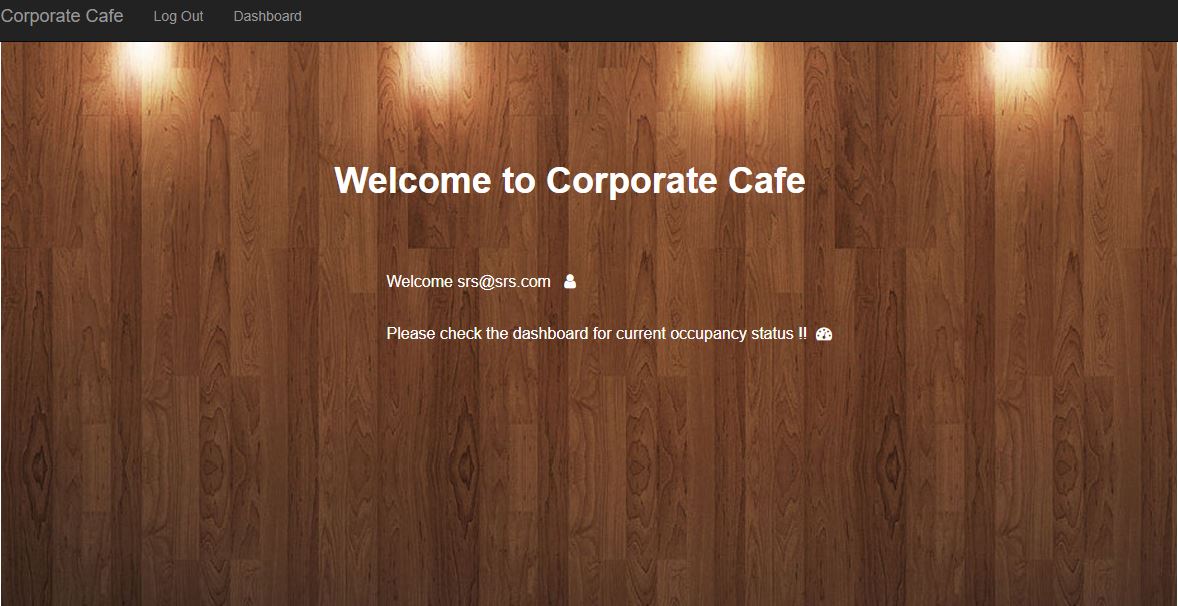 Corporate Cafe Log Out Dashboard
Welcome to Corporate Cafe
Welcome srs@srs.com
Please check the dashboard for current occupancy status !!